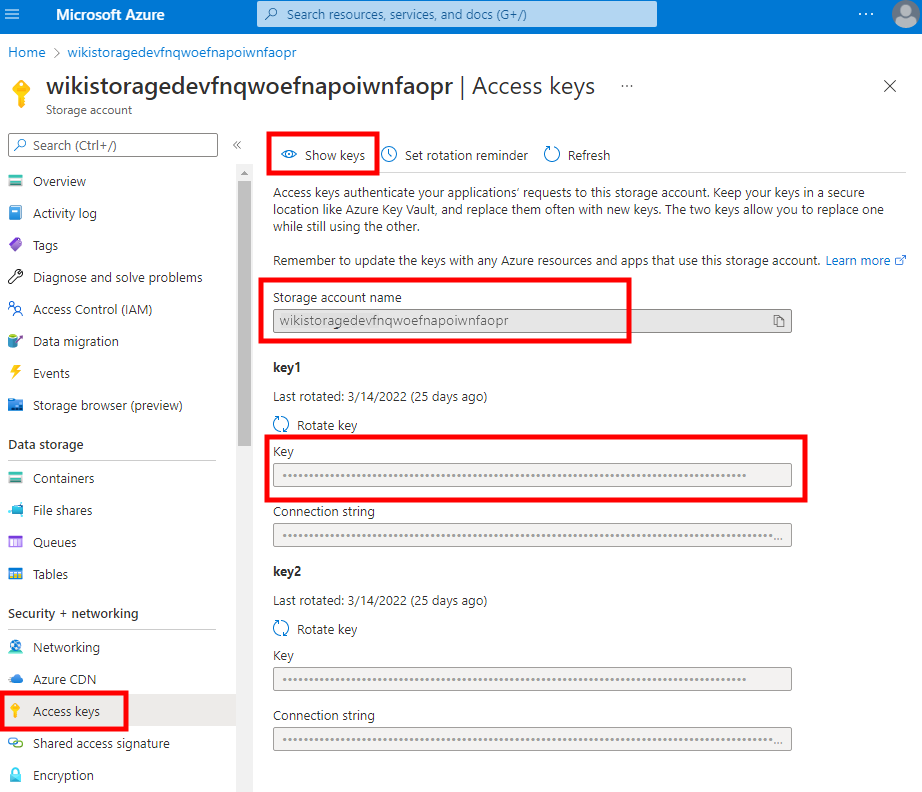 Microsoft Azure
Search resources, services, and docs (G+/)
...
Home > wikistoragedevfnqwoefnapoiwnfaopr
wikistoragedevfnqwoefnapoiwnfaopr | Access keys ...
Storage account
Search (Ctrl+/)
«
Overview
Activity log
Tags
Diagnose and solve problems
Access Control (IAM)
Data migration
Events
Storage browser (preview)
Data storage
Containers
File shares
Queues
Tables
Security + networking
Networking
Azure CDN
Access keys
Shared access signature
Encryption
Show keys
Set rotation reminder
Refresh
Access keys authenticate your applications’ requests to this storage account. Keep your keys in a secure
location like Azure Key Vault, and replace them often with new keys. The two keys allow you to replace one
while still using the other.
Remember to update the keys with any Azure resources and apps that use this storage account. Learn more
Storage account name
wikistoragedevfnqwoefnapoiwnfaopr
key1
Last rotated: 3/14/2022 (25 days ago)
Rotate key
Key
Connection string
...
key2
Last rotated: 3/14/2022 (25 days ago)
Rotate key
Key
Connection string
...